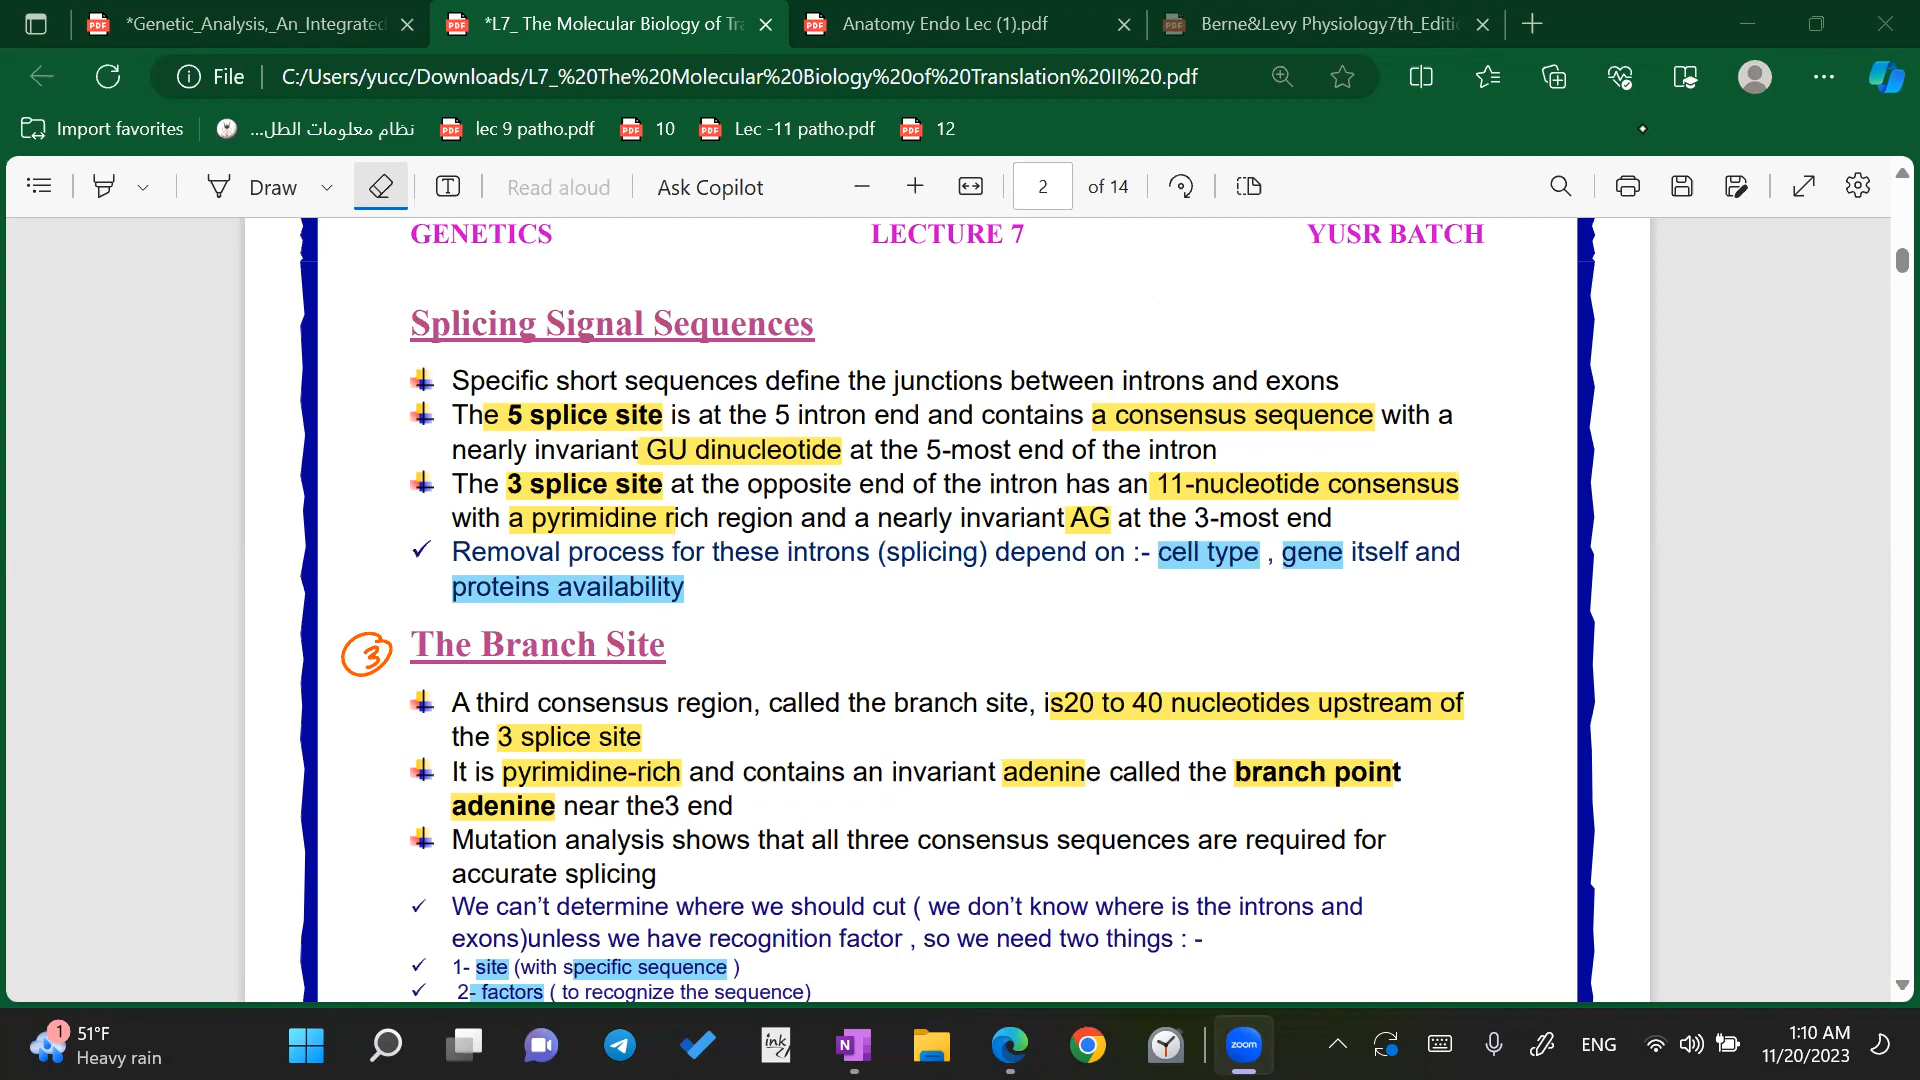 *Genetic_Analysis,_An_Integrated
*L7_ The Molecular Biology of Tra
Anatomy Endo Lec (1).pdf
Berne&Levy Physiology7th_Editi
File
C:/Users/yucc/Downloads/L7_%20The%20Molecular%20Biology%20of%20Translation%20II%20.pdf
Import favorites
نظام معلومات الطل...
lec 9 patho.pdf
10
Lec -11 patho.pdf
12
Draw
Read aloud
Ask Copilot
2
of 14
GENETICS
LECTURE 7
YUSR BATCH
Splicing Signal Sequences
Specific short sequences define the junctions between introns and exons
The 5 splice site is at the 5 intron end and contains a consensus sequence with a
nearly invariant GU dinucleotide at the 5-most end of the intron
The 3 splice site at the opposite end of the intron has an 11-nucleotide consensus
with a pyrimidine rich region and a nearly invariant AG at the 3-most end
Removal process for these introns (splicing) depend on :- cell type , gene itself and
proteins availability
3
The Branch Site
A third consensus region, called the branch site, is20 to 40 nucleotides upstream of
the 3 splice site
It is pyrimidine-rich and contains an invariant adenine called the branch point
adenine near the3 end
Mutation analysis shows that all three consensus sequences are required for
accurate splicing
We can't determine where we should cut ( we don't know where is the introns and
exons)unless we have recognition factor , so we need two things : -
1- site (with specific sequence )
2- factors ( to recognize the sequence)
1
51°F
Heavy rain
ink
N
zoom
ENG
1:10 AM
11/20/2023